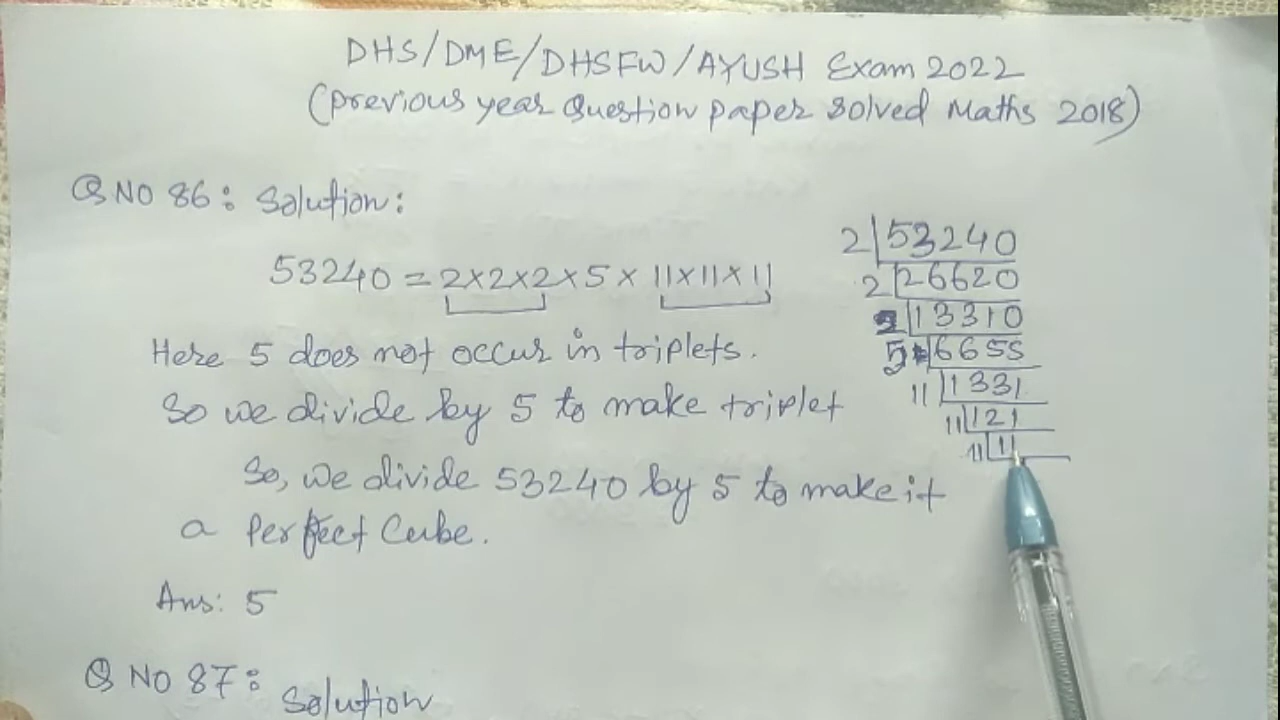 DHS/DME/DHSFW/AYUSH Exam 2022
(previous year Question paper solved Maths 2018)
Q NO 86: Solution:
53240 = 2×2×2×5×11×11×11
Here 5 does not occur in triplets.
So we divide by 5 to make triplet
So, we divide 53240 by 5 to make it
a Perfect Cube.
Ans: 5
2 53240
2 26620
2 13310
5 6655
11 1331
11 121
11 11
Q NO 87: Solution